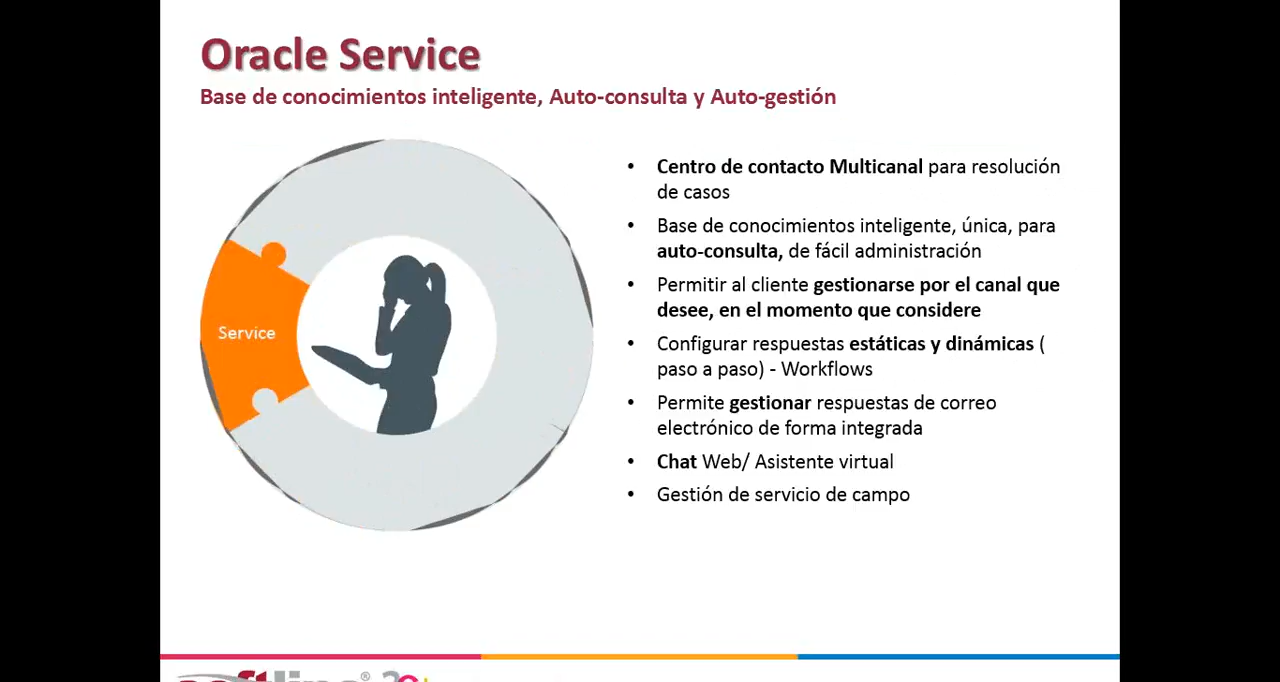 Oracle Service
Base de conocimientos inteligente, Auto-consulta y Auto-gestión
Service
• Centro de contacto Multicanal para resolución
de casos
• Base de conocimientos inteligente, única, para
auto-consulta, de fácil administración
• Permitir al cliente gestionarse por el canal que
desee, en el momento que considere
• Configurar respuestas estáticas y dinámicas (
paso a paso) - Workflows
• Permite gestionar respuestas de correo
electrónico de forma integrada
• Chat Web/ Asistente virtual
• Gestión de servicio de campo